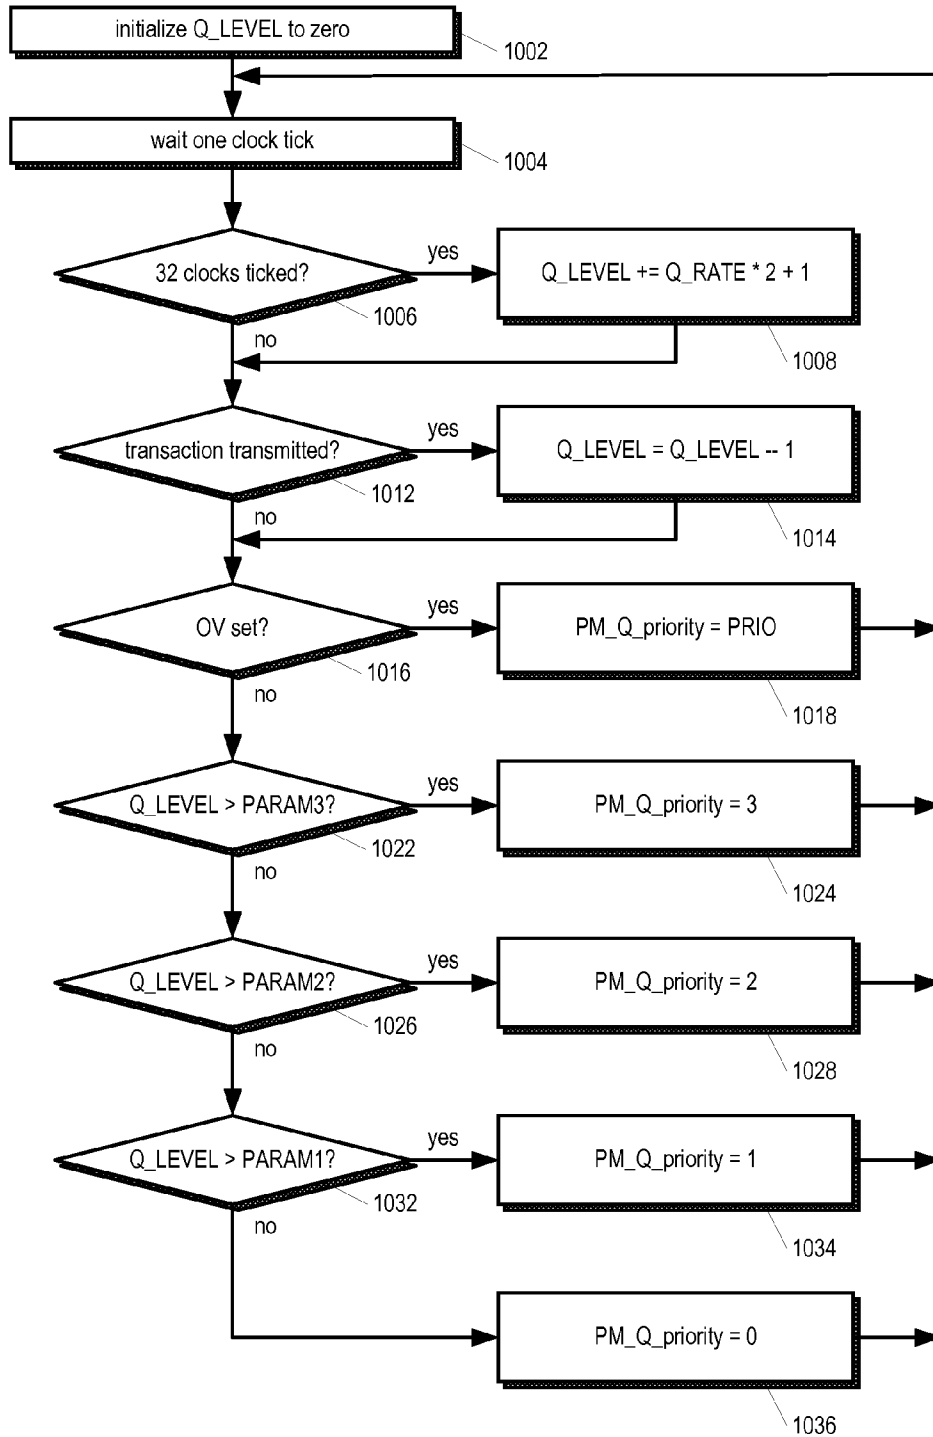 initialize Q_LEVEL to zero
1002
wait one clock tick
1004
32 clocks ticked?
yes
Q_LEVEL += Q_RATE * 2 + 1
1006
no
1008
transaction transmitted?
yes
Q_LEVEL = Q_LEVEL -- 1
1012
no
1014
OV set?
yes
PM_Q_priority = PRIO
1016
no
1018
Q_LEVEL > PARAM3?
yes
PM_Q_priority = 3
1022
no
1024
Q_LEVEL > PARAM2?
yes
PM_Q_priority = 2
1026
no
1028
Q_LEVEL > PARAM1?
yes
PM_Q_priority = 1
1032
no
1034
PM_Q_priority = 0
1036